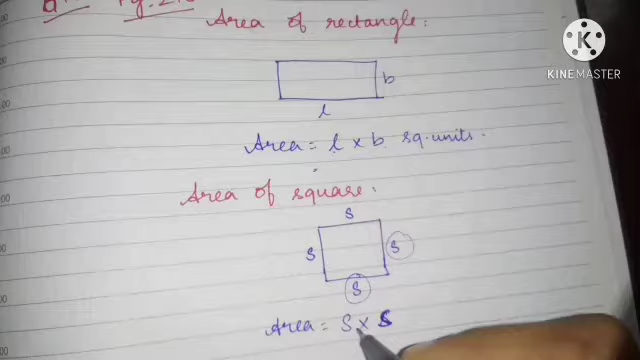 Area of rectangle:
b
l
Area = l x b sq.units.
Area of square.
s
s
s
s
Area = S x S
K
KINEMASTER